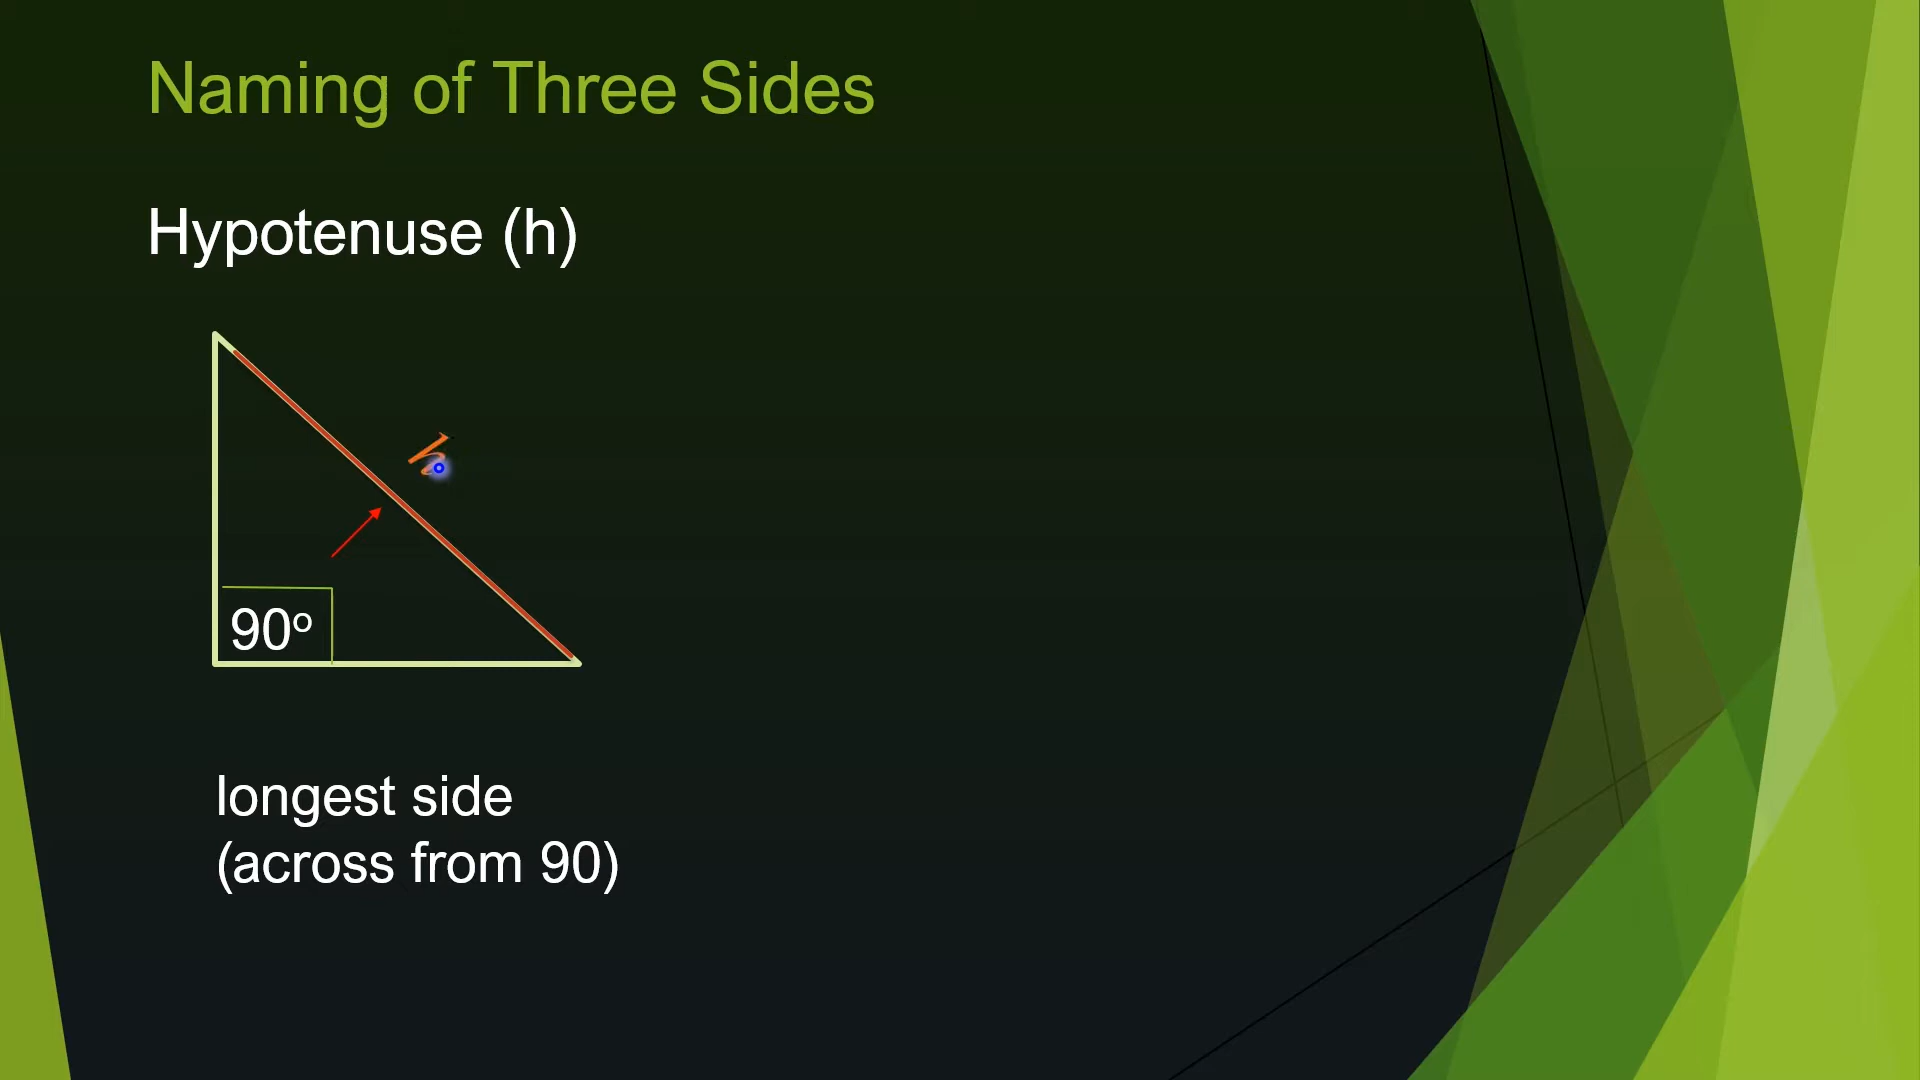 Naming of Three Sides
Hypotenuse (h)
h
90º
longest side
(across from 90)